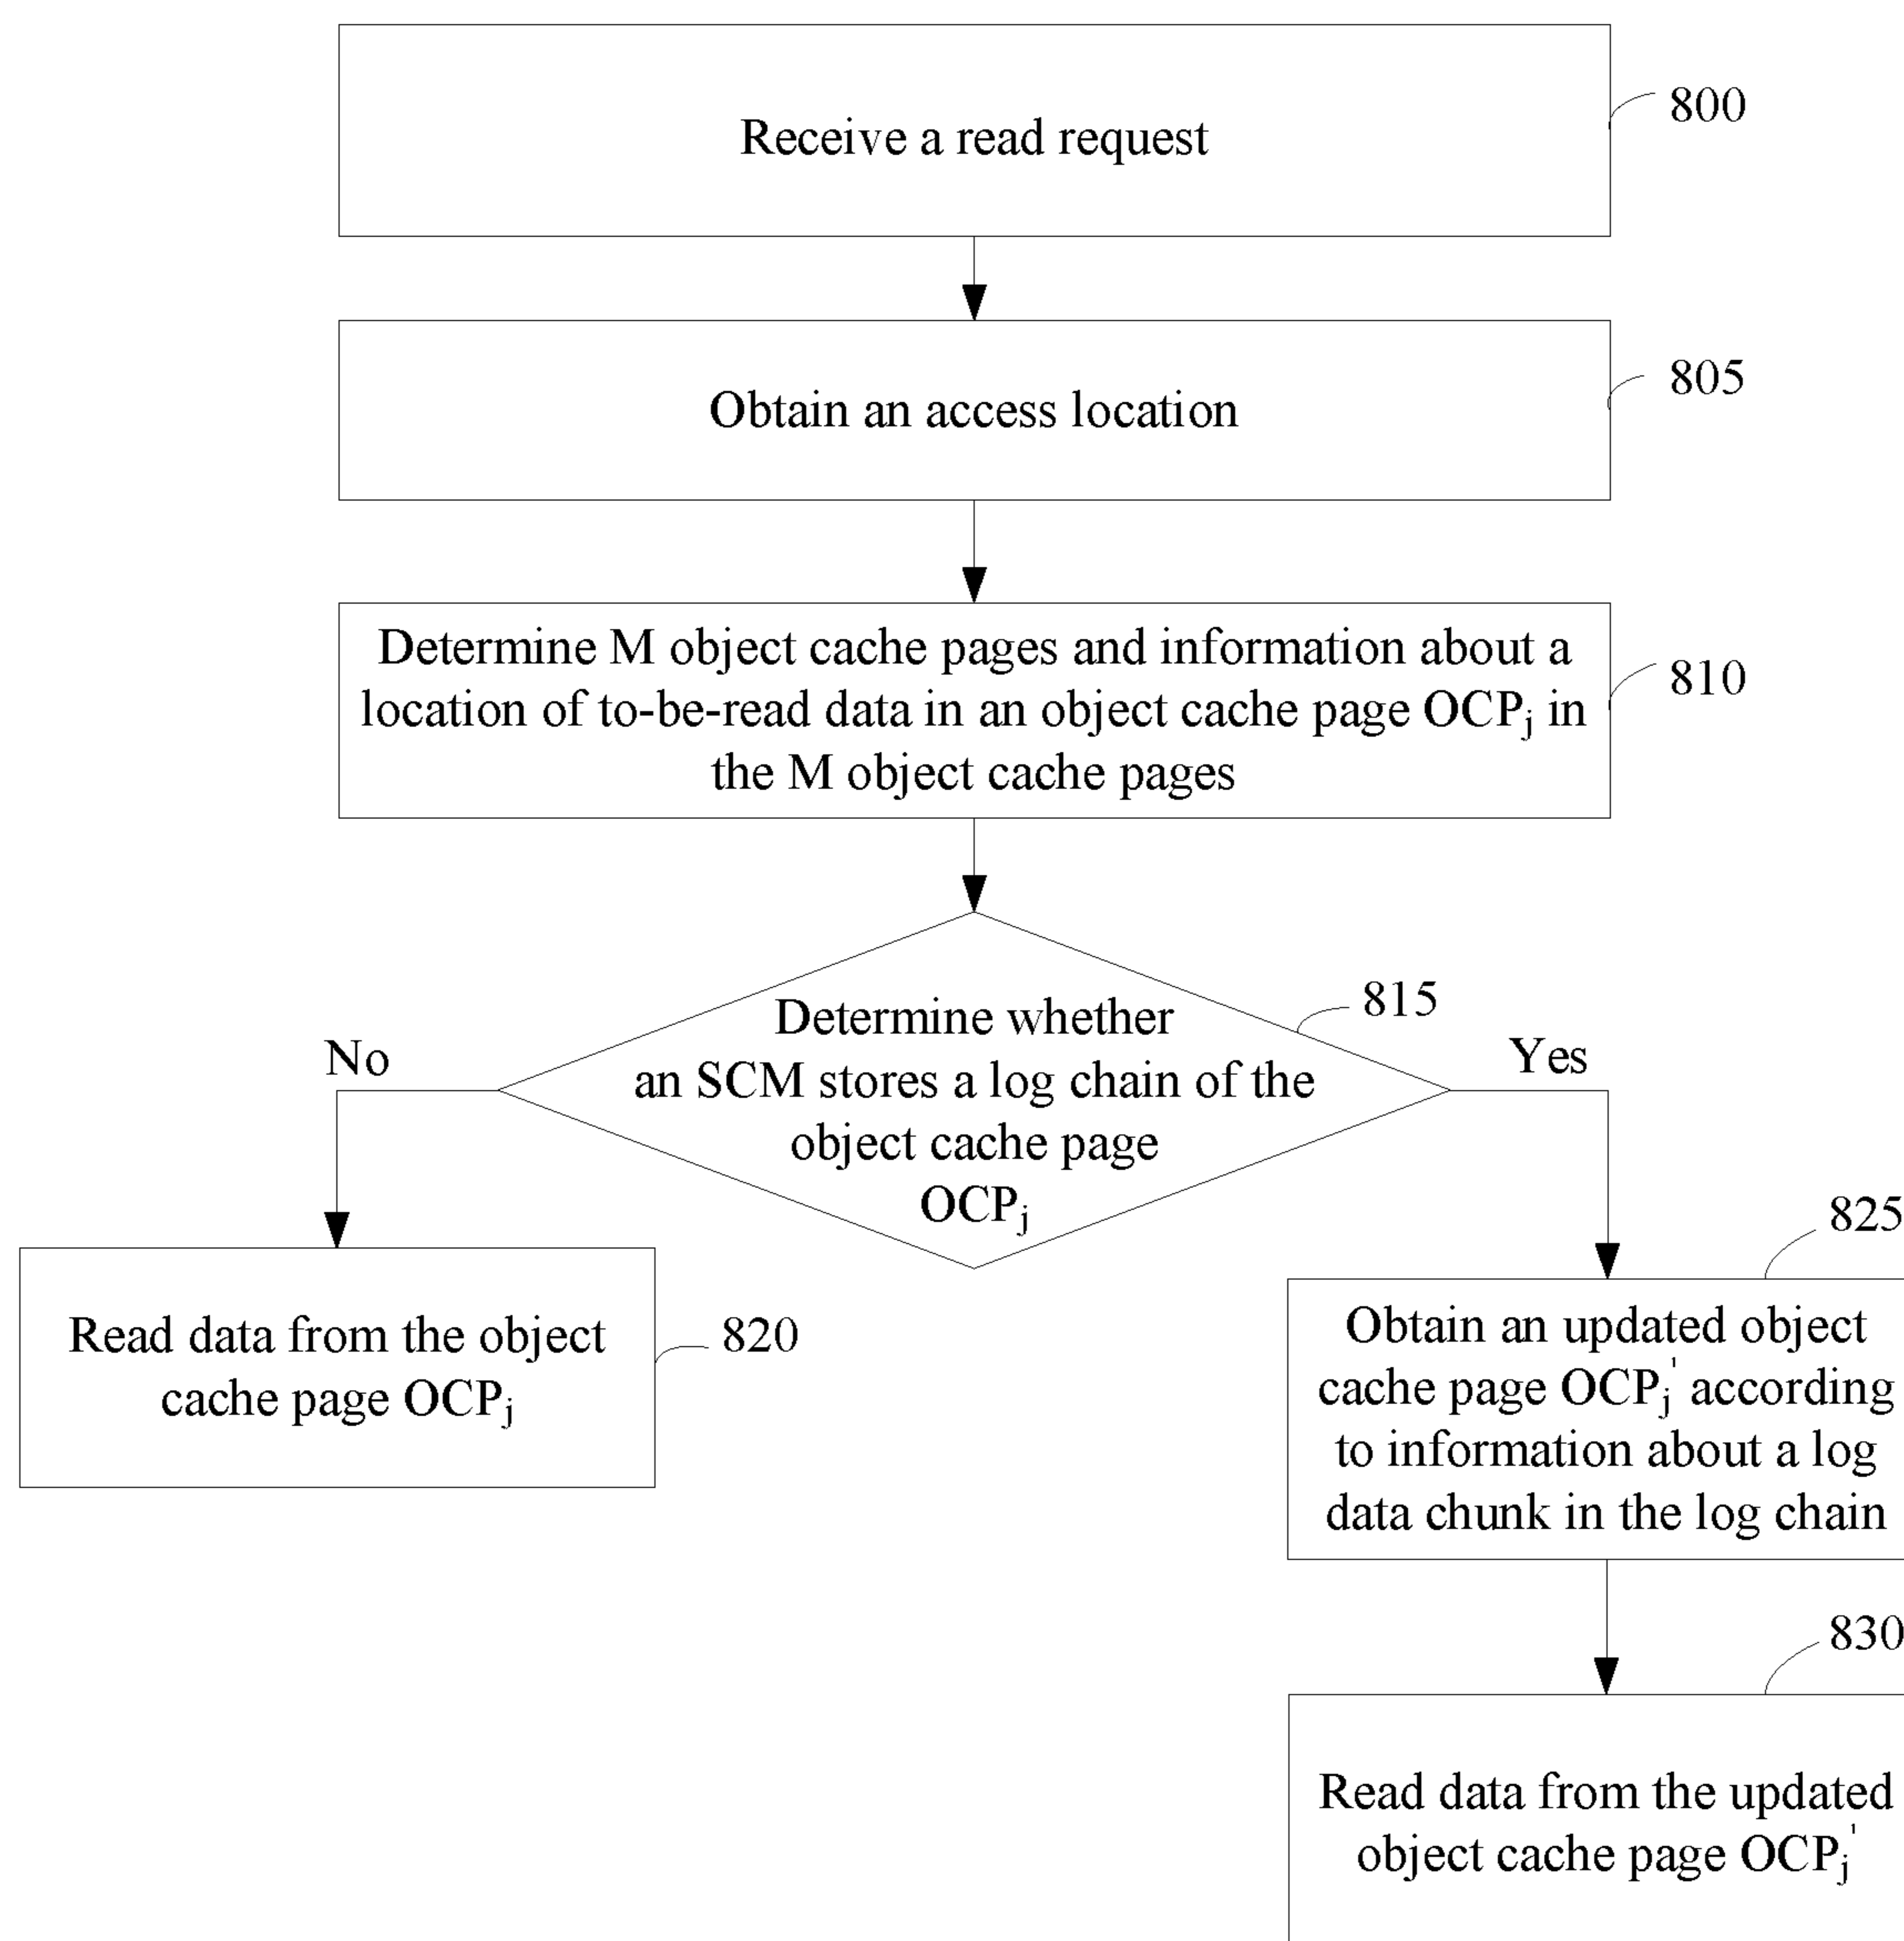 Receive a read request
800
Obtain an access location
805
Determine M object cache pages and information about a
location of to-be-read data in an object cache page OCPj in
the M object cache pages
810
Determine whether
an SCM stores a log chain of the
object cache page
OCPj
815
No
Yes
Read data from the object
cache page OCPj
820
825
Obtain an updated object
cache page OCPj' according
to information about a log
data chunk in the log chain
830
Read data from the updated
object cache page OCPj'